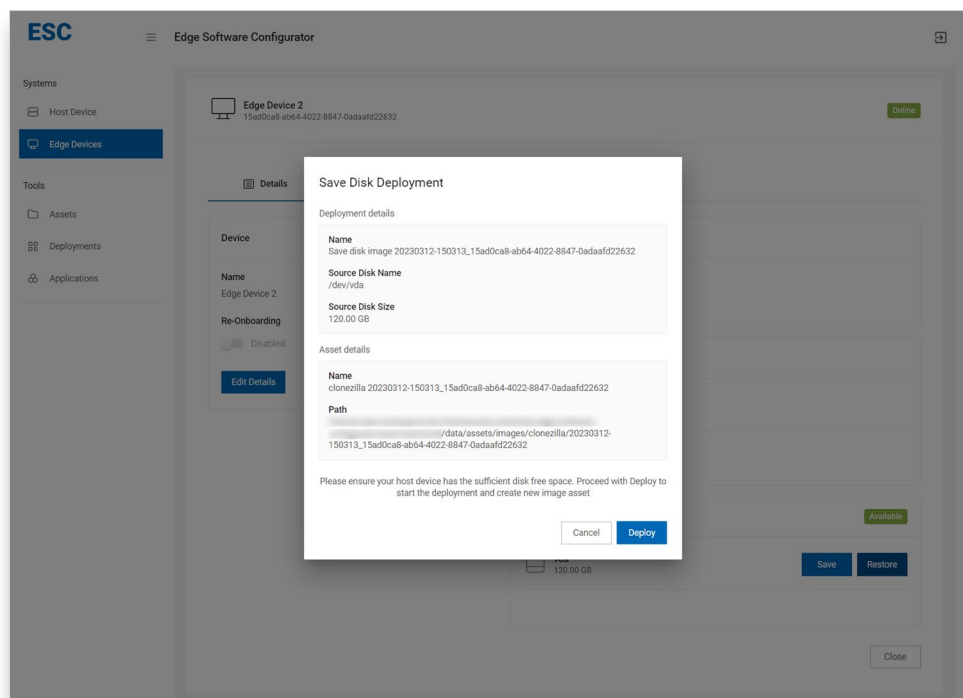 ESC
Edge Software Configurator
Systems
Host Device
Edge Devices
Tools
Assets
Deployments
Applications
Edge Device 2
15ad0ca8-ab64-4022-8847-0adaafd22632
Online
Details
Device
Name
Edge Device 2
Re-Onboarding
Disabled
Edit Details
Save Disk Deployment
Deployment details
Name
Save disk image 20230312-150313_15ad0ca8-ab64-4022-8847-0adaafd22632
Source Disk Name
/dev/vda
Source Disk Size
120.00 GB
Asset details
Name
clonezilla 20230312-150313_15ad0ca8-ab64-4022-8847-0adaafd22632
Path
/data/assets/images/clonezilla/20230312-
150313_15ad0ca8-ab64-4022-8847-0adaafd22632
Please ensure your host device has the sufficient disk free space. Proceed with Deploy to
start the deployment and create new image asset
Cancel
Deploy
Available
vda
120.00 GB
Save
Restore
Close